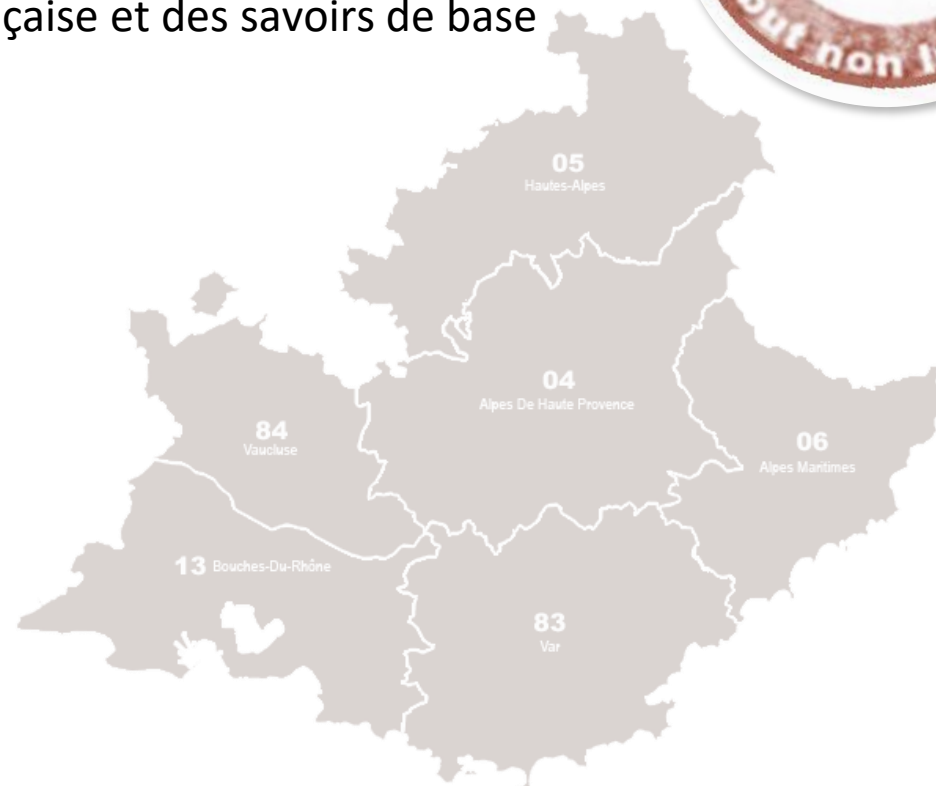 çaise et des savoirs de base
out non l
05
Hautes-Alpes
04
Alpes De Haute Provence
84
Vaucluse
06
Alpes Maritimes
13 Bouches-Du-Rhône
83
Var